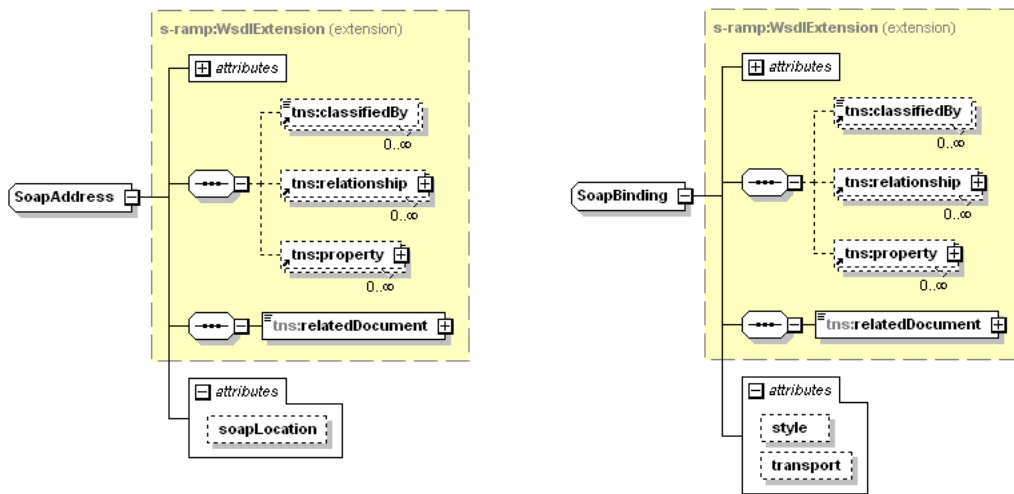 s-ramp:WsdlExtension (extension)
attributes
tns:classifiedBy
0..∞
SoapAddress
tns:relationship
0..∞
tns:property
0..∞
tns:relatedDocument
attributes
soapLocation
s-ramp:WsdlExtension (extension)
attributes
tns:classifiedBy
0..∞
SoapBinding
tns:relationship
0..∞
tns:property
0..∞
tns:relatedDocument
attributes
style
transport